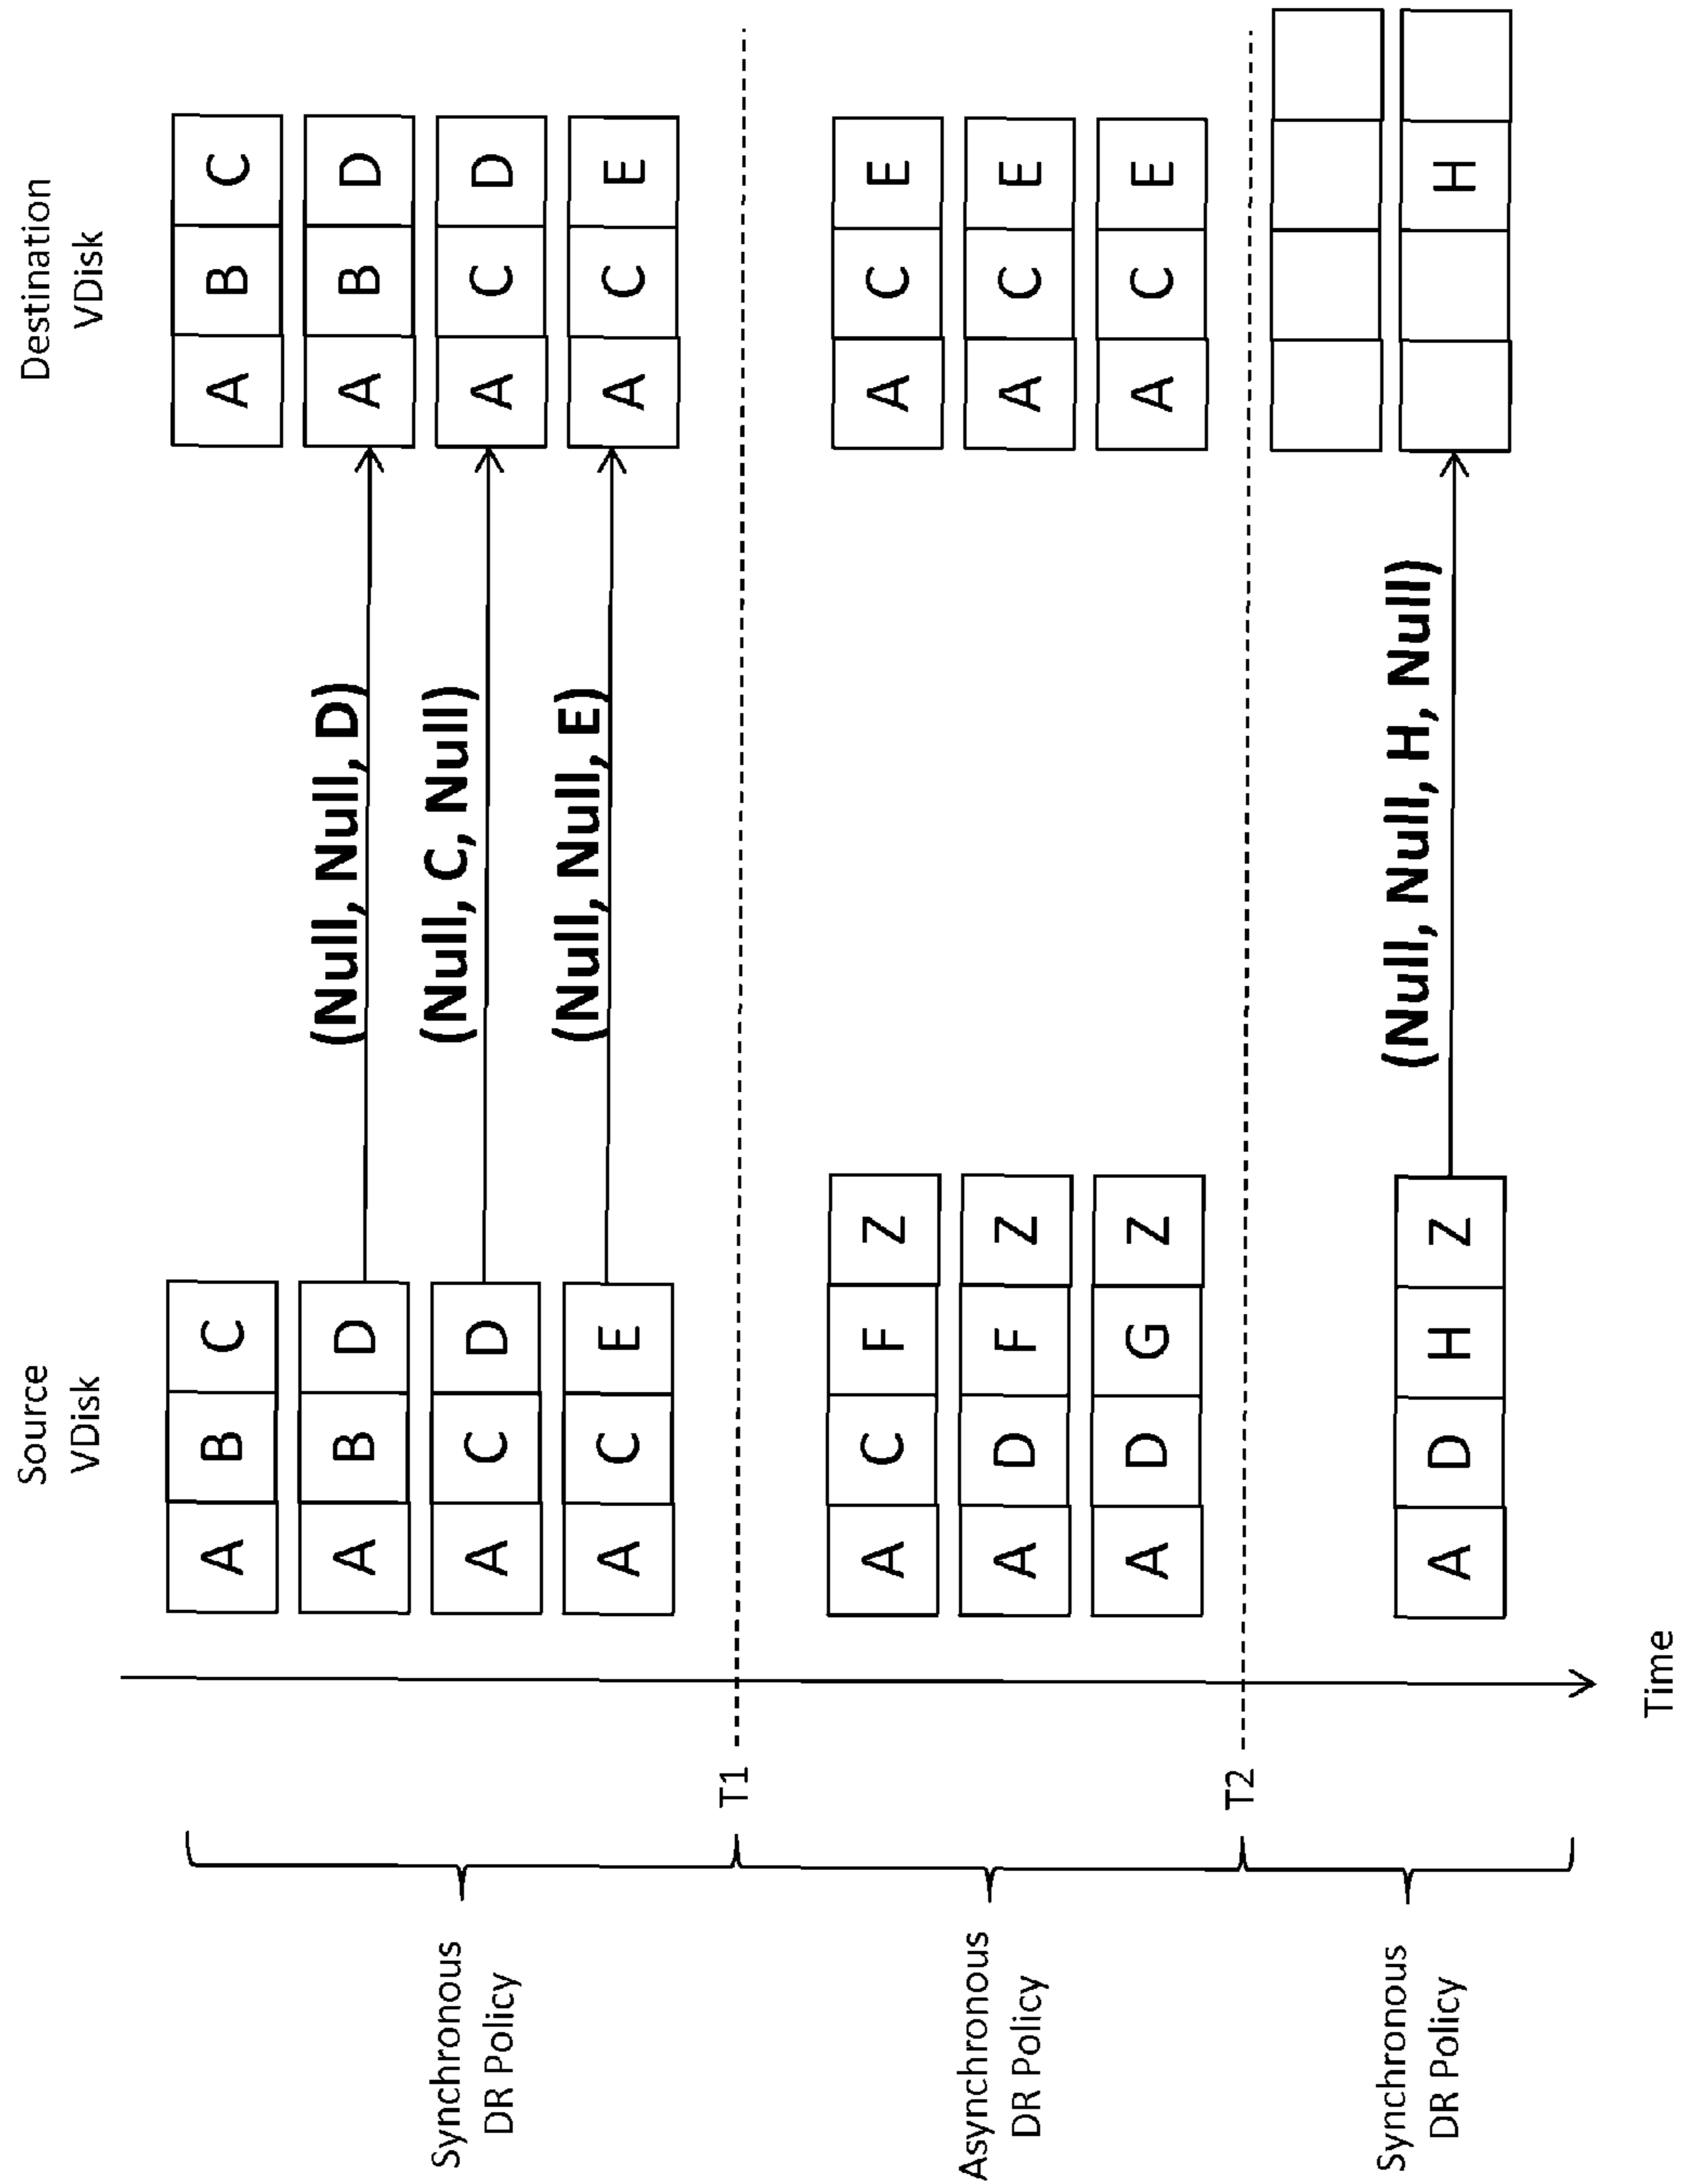 Source
VDisk
Destination
VDisk
Synchronous
DR Policy
A B C
A B C
A B D
(Null, Null, D)
A B D
A C D
(Null, C, Null)
A C D
A C E
(Null, Null, E)
A C E
T1
Asynchronous
DR Policy
A C F Z
A C E
A D F Z
A C E
A D G Z
A C E
T2
Synchronous
DR Policy
A D H Z
(Null, Null, H, Null)
H
Time